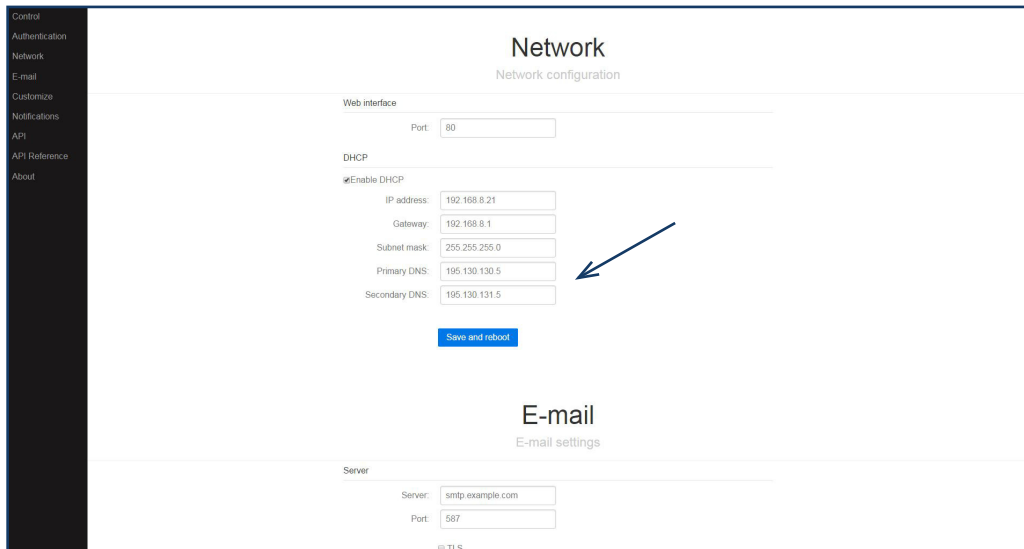 Control
Authentication
Network
E-mail
Customize
Notifications
API
API Reference
About
Network
Network configuration
Web interface
Port: 80
DHCP
Enable DHCP
IP address: 192.168.8.21
Gateway: 192.168.8.1
Subnet mask: 255.255.255.0
Primary DNS: 195.130.130.5
Secondary DNS: 195.130.131.5
Save and reboot
E-mail
E-mail settings
Server
Server: smtp.example.com
Port: 587
TLS